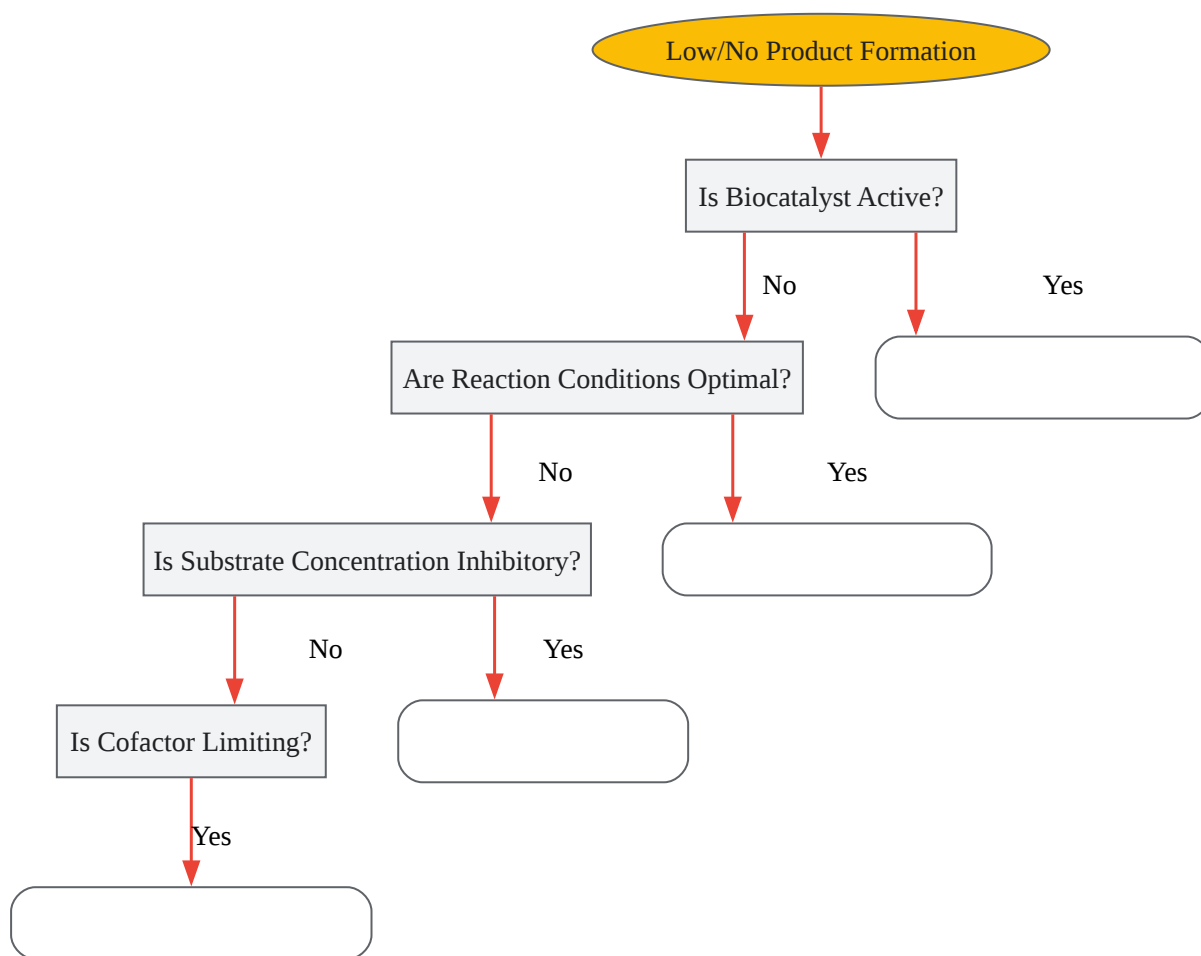 Low/No Product Formation
Is Biocatalyst Active?
No
Yes
Are Reaction Conditions Optimal?
No
Yes
Is Substrate Concentration Inhibitory?
No
Yes
Is Cofactor Limiting?
Yes